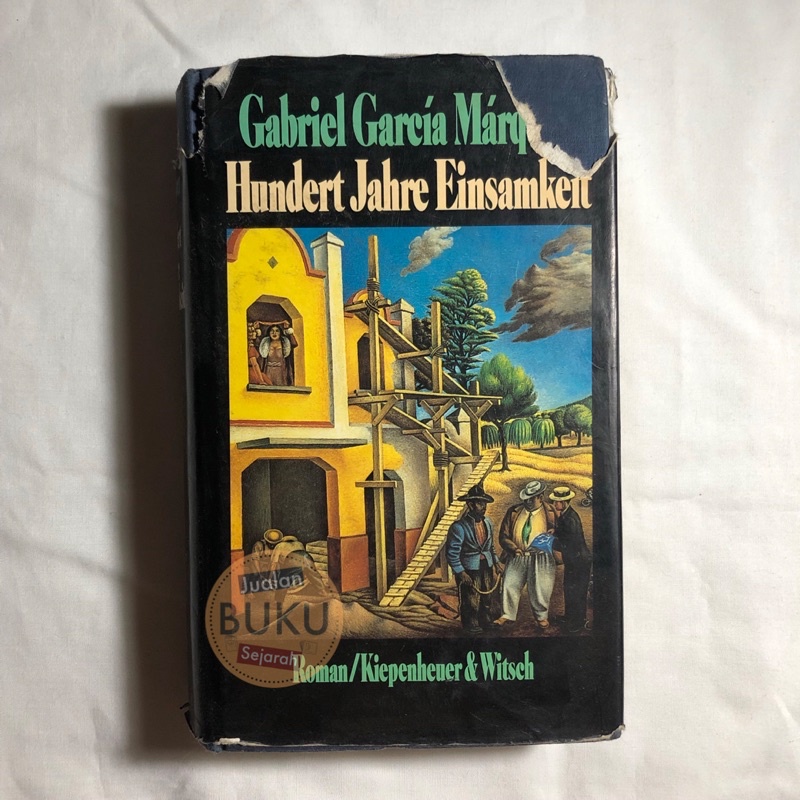 Gabriel García Márq
Hundert Jahre Einsamkeit
Jualan
BUKU
Sejarah
Roman/Kiepenheuer & Witsch